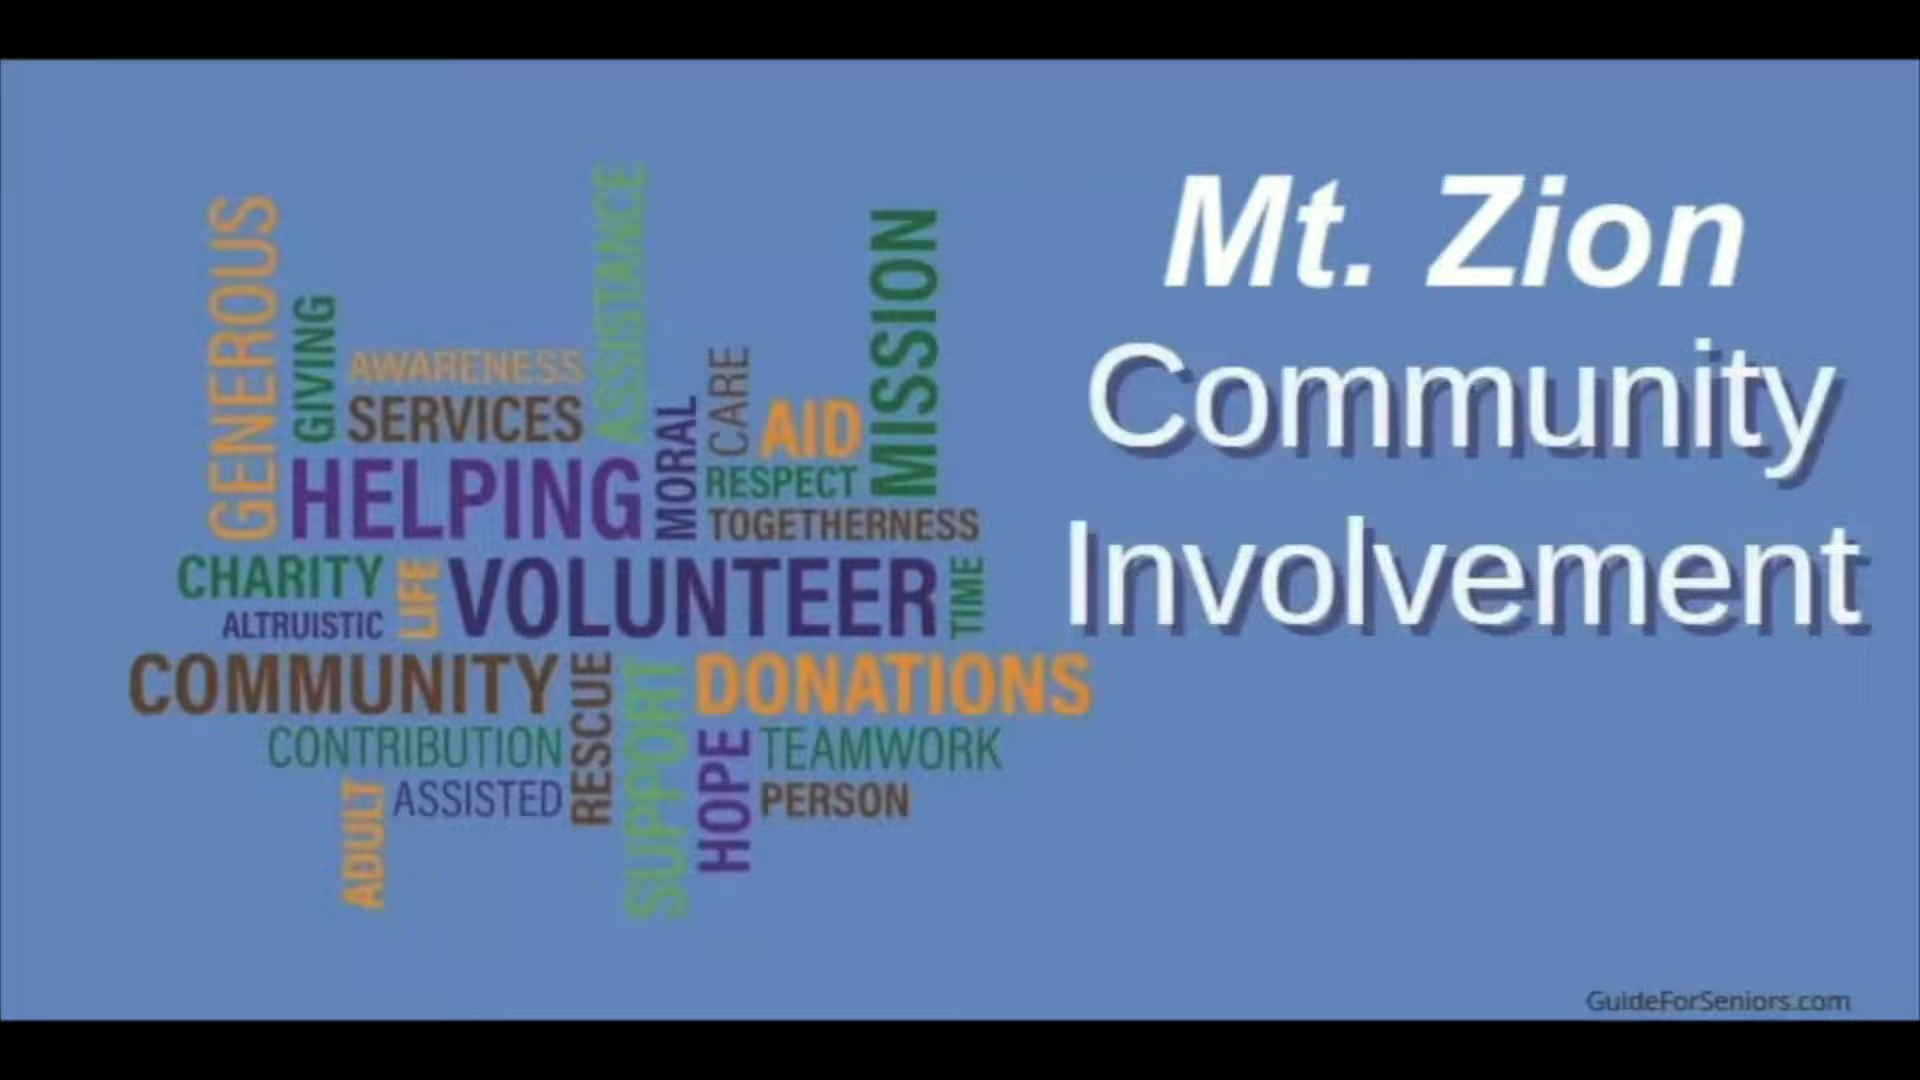 GENEROUS
GIVING
AWARENESS
SERVICES
ASSISTANCE
HELPING
MORAL
CARE
AID
RESPECT
TOGETHERNESS
MISSION
CHARITY
ALTRUISTIC
LIFE
VOLUNTEER
TIME
COMMUNITY
CONTRIBUTION
ASSISTED
ADULT
RESCUE
SUPPORT
DONATIONS
HOPE
TEAMWORK
PERSON
Mt. Zion
Community
Involvement
GuideForSeniors.com